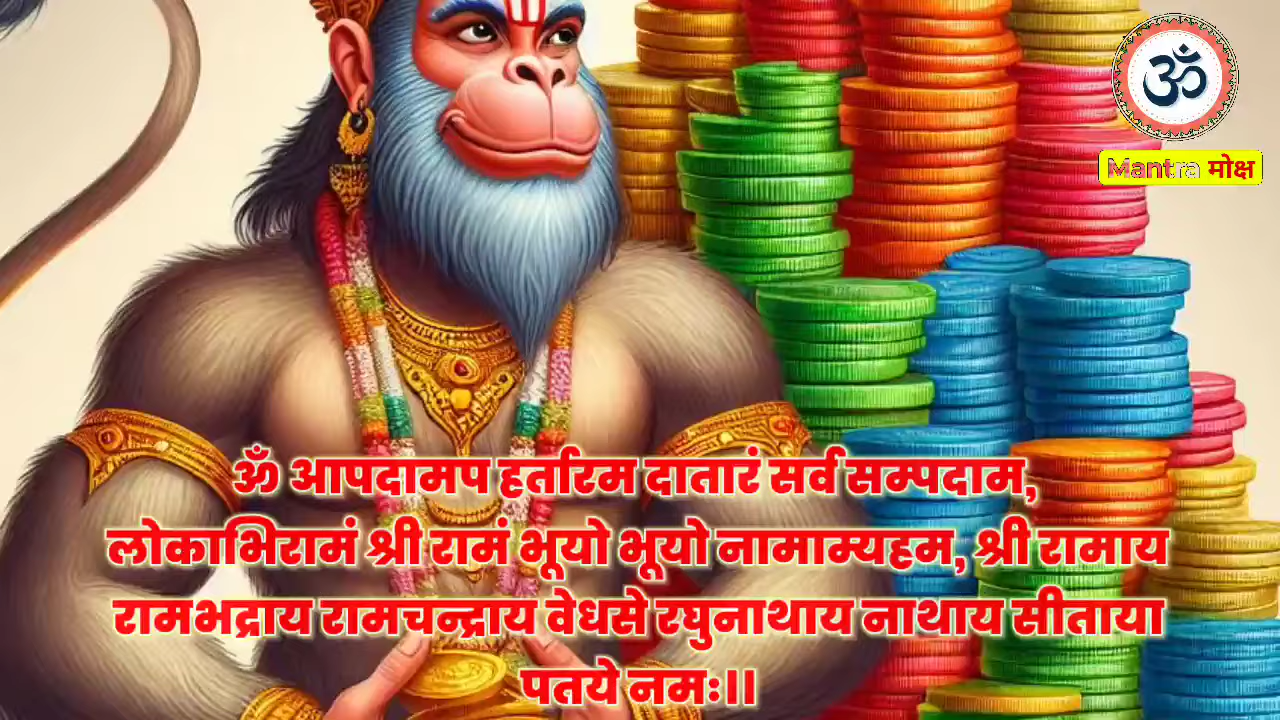 ॐ
Mantra मोक्ष
ॐ आपदामप हर्तारम दातारं सर्व सम्पदाम,
लोकाभिरामं श्री रामं भूयो भूयो नामाम्यहम, श्री रामाय
रामभद्राय रामचन्द्राय वेधसे रघुनाथाय नाथाय सीताया
पतये नमः।।